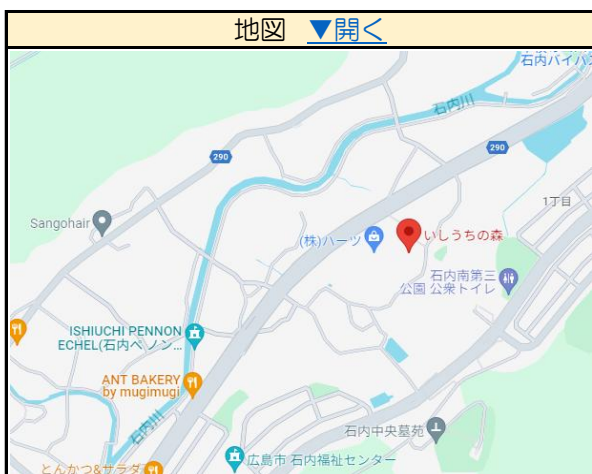 地図 ▼開く
石内バイパス
石内川
290
290
1丁目
Sangohair
(株)ハーツ
いしうちの森
石内南第三
公園 公衆トイレ
ISHIUCHI PENNON
ECHEL(石内ペノン...
ANT BAKERY
by mugimugi
石内川
石内中央墓苑
とんかつ&サラダ
広島市 石内福祉センター